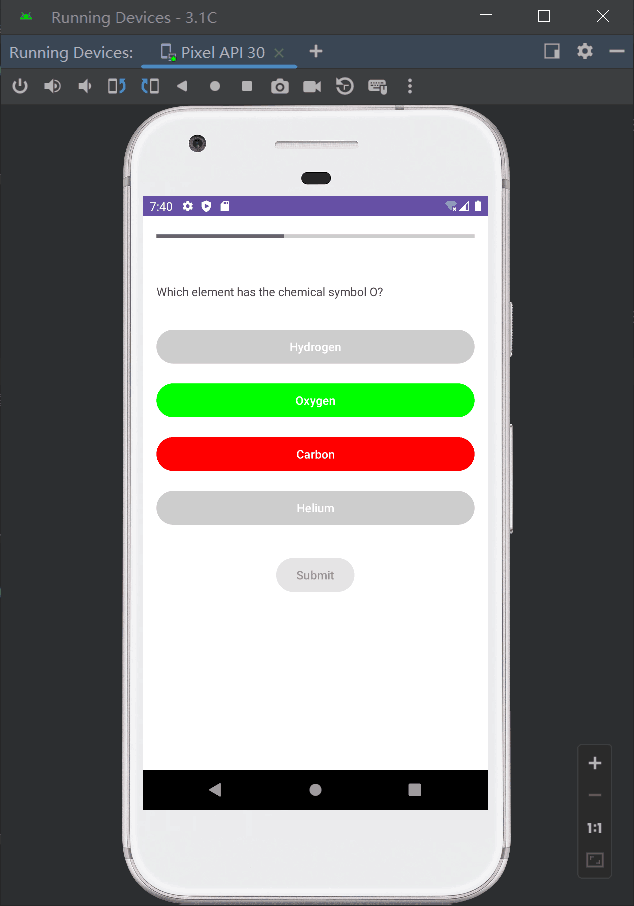 Running Devices - 3.1C
Running Devices: Pixel API 30
7:40
Which element has the chemical symbol O?
Hydrogen
Oxygen
Carbon
Helium
Submit
1:1